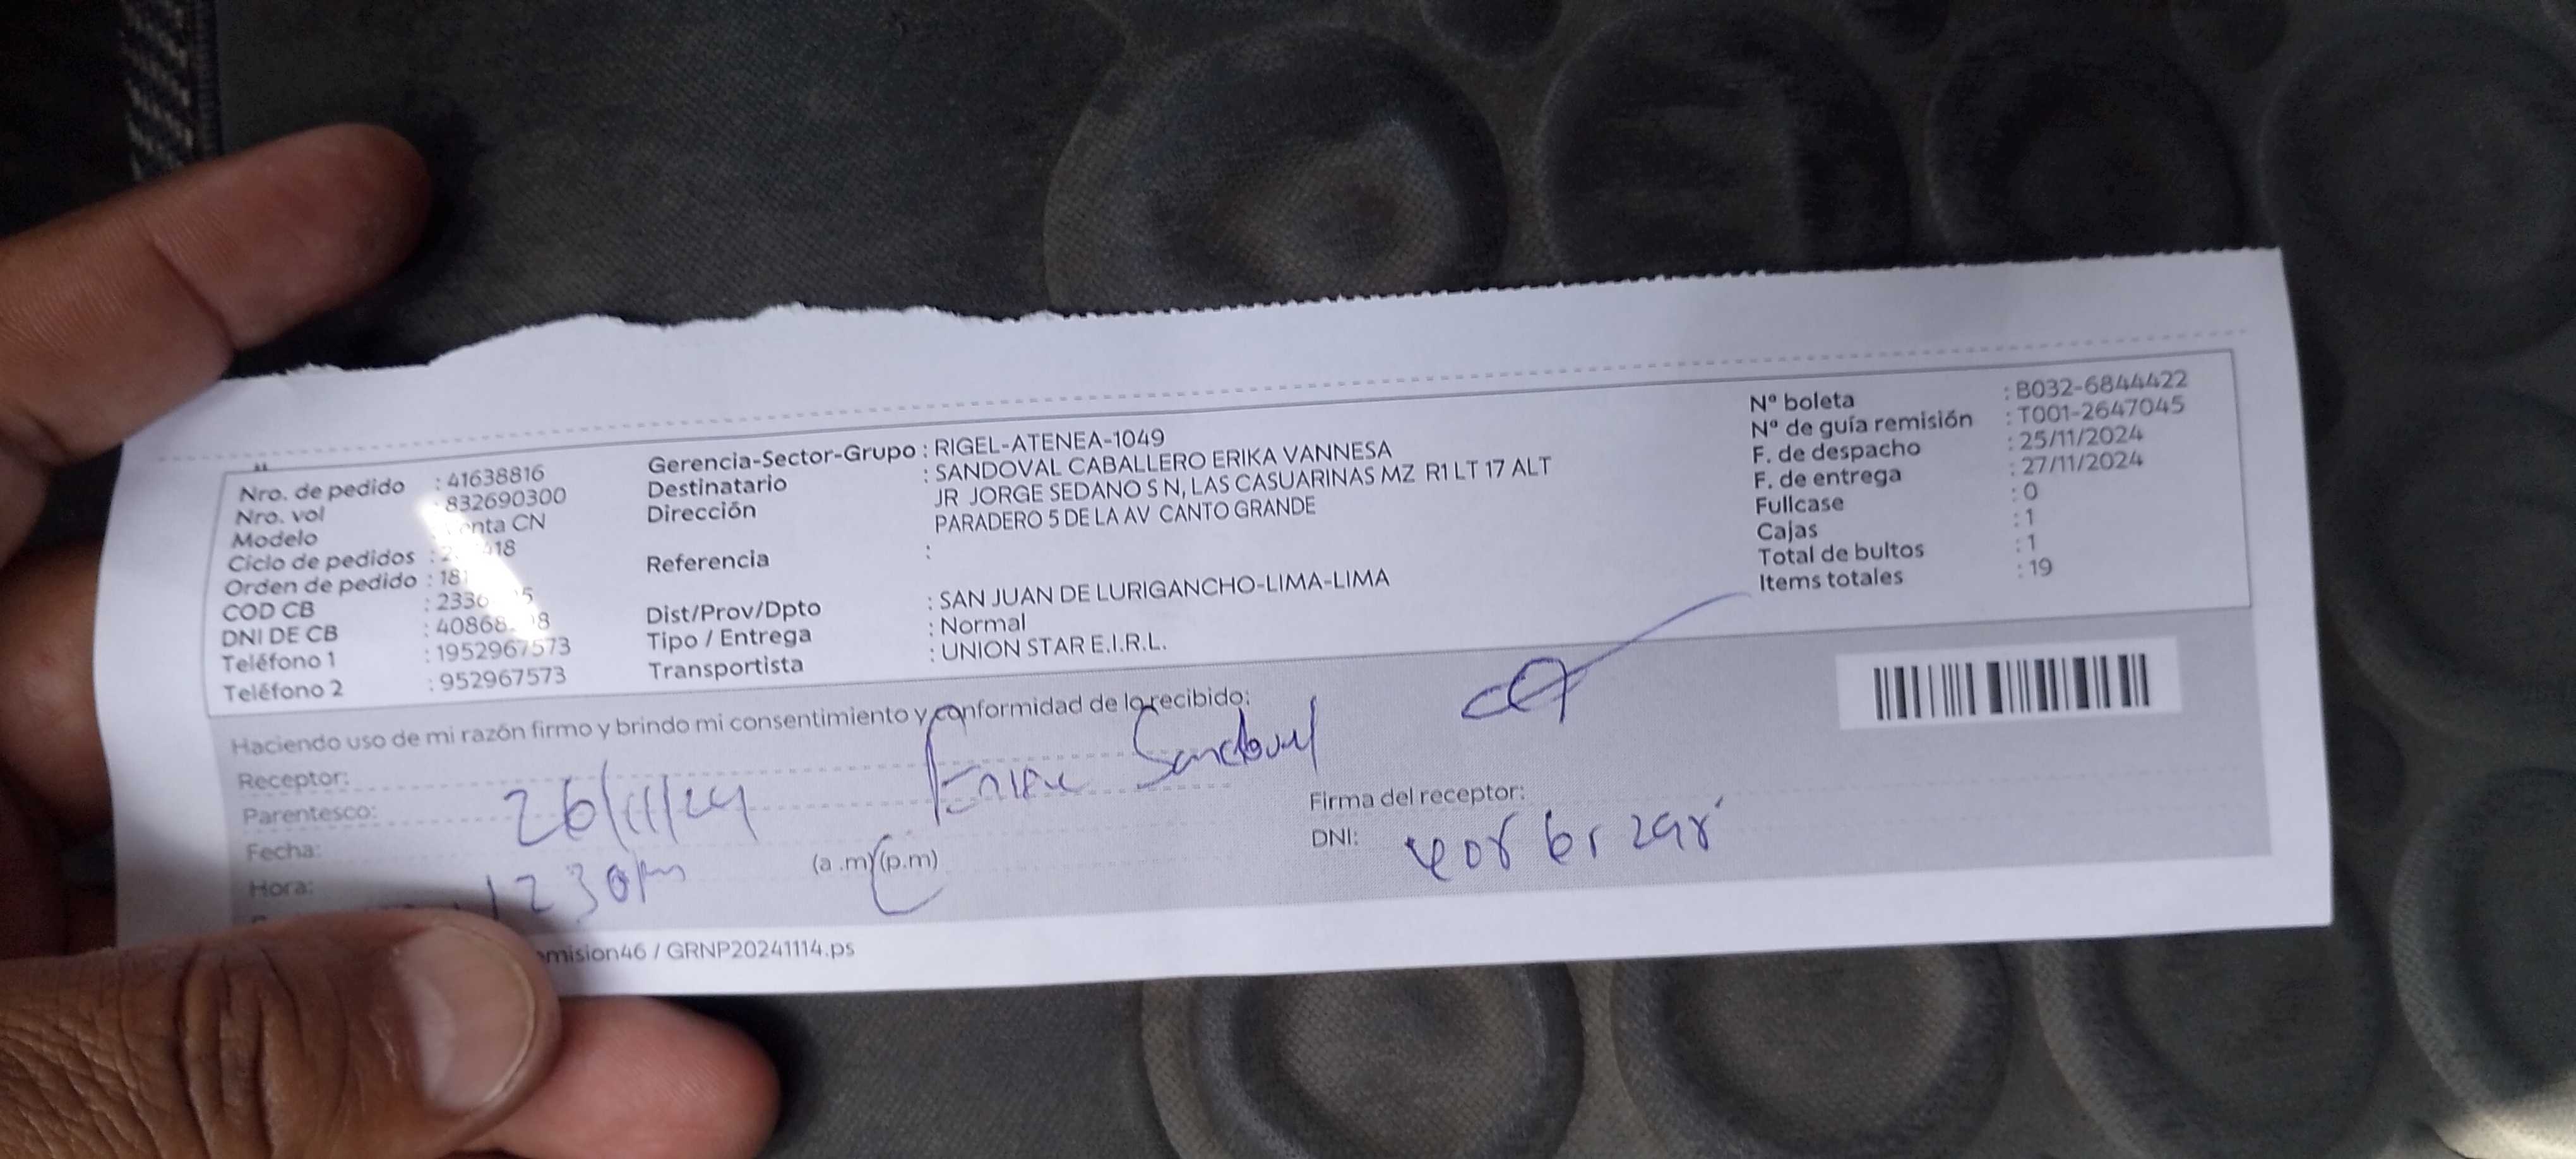 Nro. de pedido : 41638816
Nro. vol : 832690300
Modelo CN
Ciclo de pedidos :
Orden de pedido :
COD CB :
DNI DE CB :
Teléfono 1 : 1952967573
Teléfono 2 : 952967573
Gerencia-Sector-Grupo : RIGEL-ATENEA-1049
Destinatario : SANDOVAL CABALLERO ERIKA VANNESA
Dirección JR JORGE SEDANO S N, LAS CASUARINAS MZ R1 LT 17 ALT
PARADERO 5 DE LA AV CANTO GRANDE
Referencia :
Dist/Prov/Dpto : SAN JUAN DE LURIGANCHO-LIMA-LIMA
Tipo / Entrega : Normal
Transportista : UNION STAR E.I.R.L.
Nº boleta : B032-6844422
Nº de guía remisión : T001-2647045
F. de despacho : 25/11/2024
F. de entrega : 27/11/2024
Fullcase : 0
Cajas : 1
Total de bultos : 1
Items totales : 19
Haciendo uso de mi razón firmo y brindo mi consentimiento y conformidad de lo recibido:
Receptor: Sandoval
Parentesco:
Fecha: 26/11/24
Hora: 1230pm (a .m) (p.m)
Firma del receptor:
DNI:
/ GRNP20241114.ps